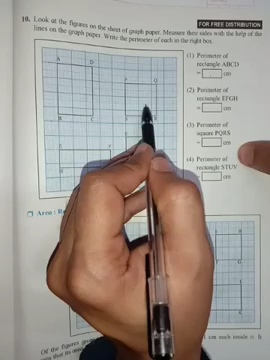 FOR FREE DISTRIBUTION
10. Look at the figures on the sheet of graph paper. Measure their sides with the help of the
lines on the graph paper. Write the perimeter of each in the right box.
A D
B C
P Q
(1) Perimeter of
rectangle ABCD
= cm
(2) Perimeter of
rectangle EFGH
= cm
(3) Perimeter of
square PQRS
= cm
(4) Perimeter of
rectangle STUV
= cm
Area :
Of the figures